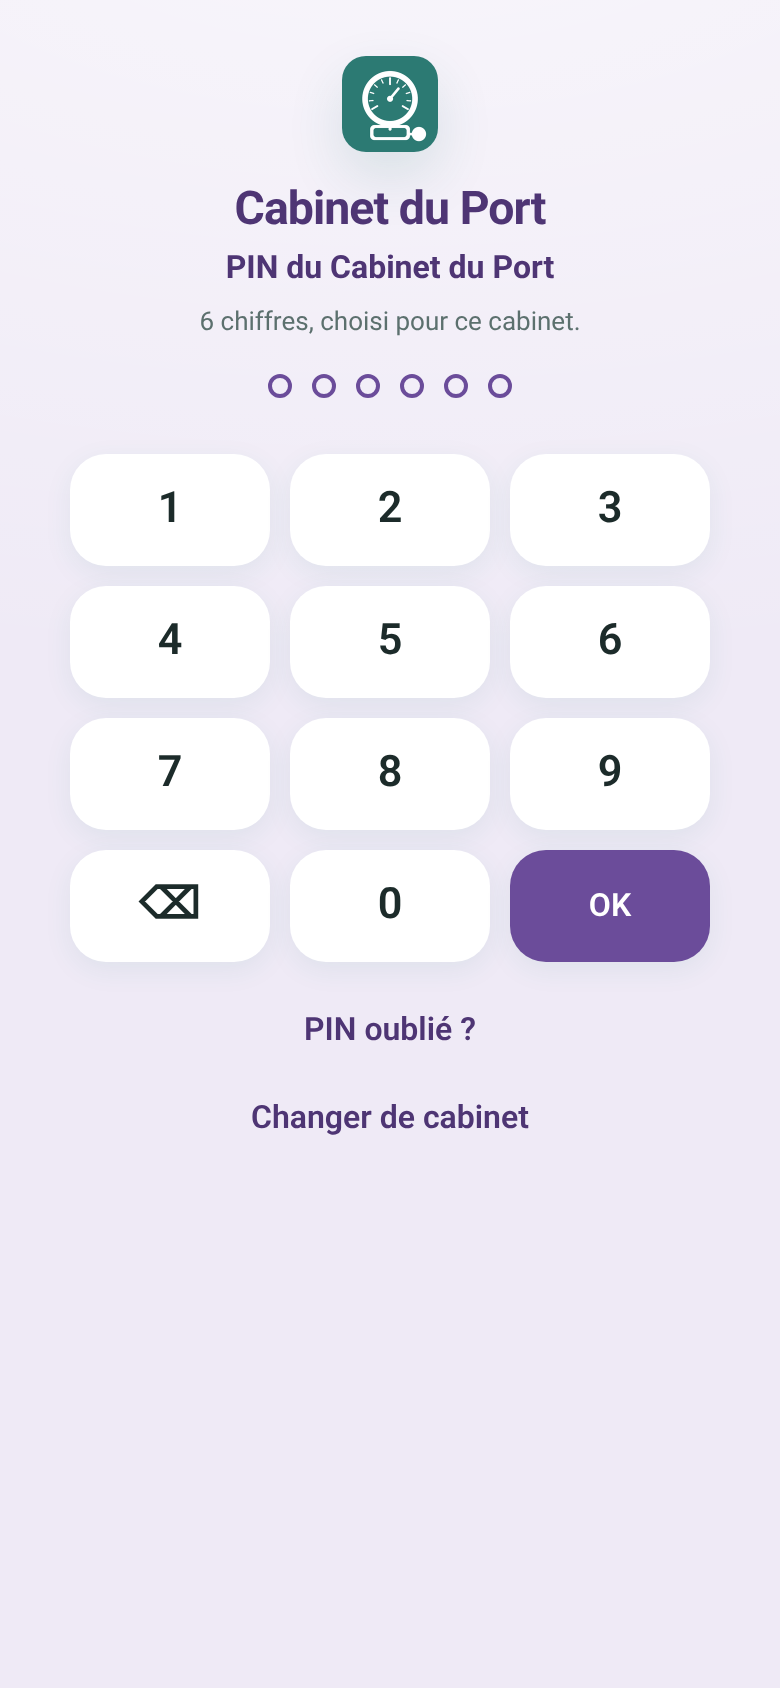 Cabinet du Port
PIN du Cabinet du Port
6 chiffres, choisi pour ce cabinet.
1 2 3
4 5 6
7 8 9
⌫ 0 OK
PIN oublié ?
Changer de cabinet